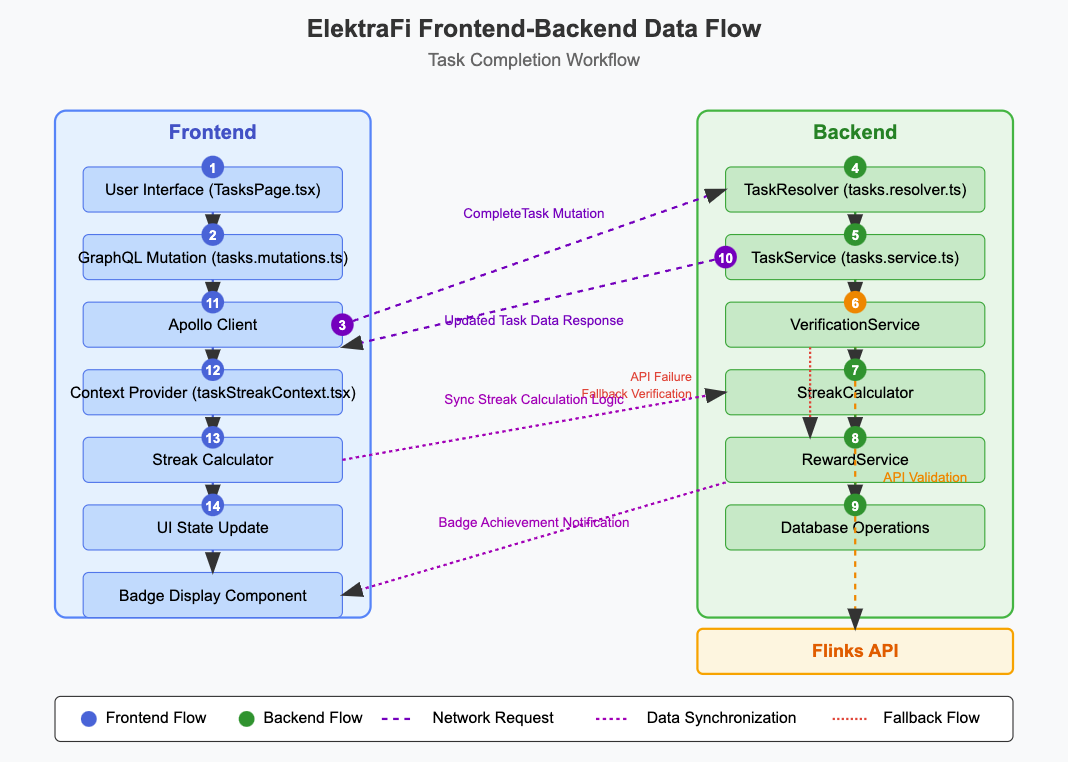 ElektraFi Frontend-Backend Data Flow
Task Completion Workflow
Frontend
1
User Interface (TasksPage.tsx)
2
GraphQL Mutation (tasks.mutations.ts)
11
Apollo Client
3
12
Context Provider (taskStreakContext.tsx)
13
Streak Calculator
14
UI State Update
Badge Display Component
CompleteTask Mutation
Updated Task Data Response
API Failure
Fallback Verification
Sync Streak Calculation Logic
Badge Achievement Notification
Backend
4
TaskResolver (tasks.resolver.ts)
5
10
TaskService (tasks.service.ts)
6
VerificationService
7
StreakCalculator
8
RewardService
API Validation
9
Database Operations
Flinks API
Frontend Flow
Backend Flow
Network Request
Data Synchronization
Fallback Flow